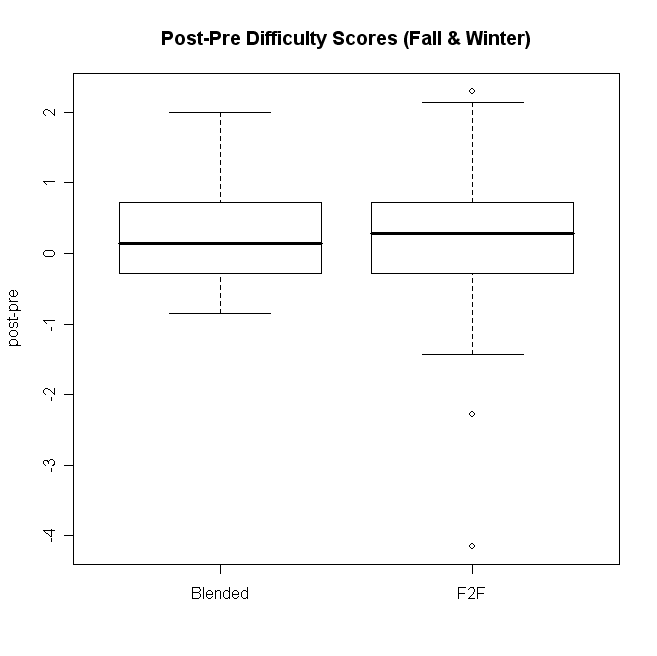 Post-Pre Difficulty Scores (Fall & Winter)
post-pre
2
1
0
-1
-2
-3
-4
Blended F2F